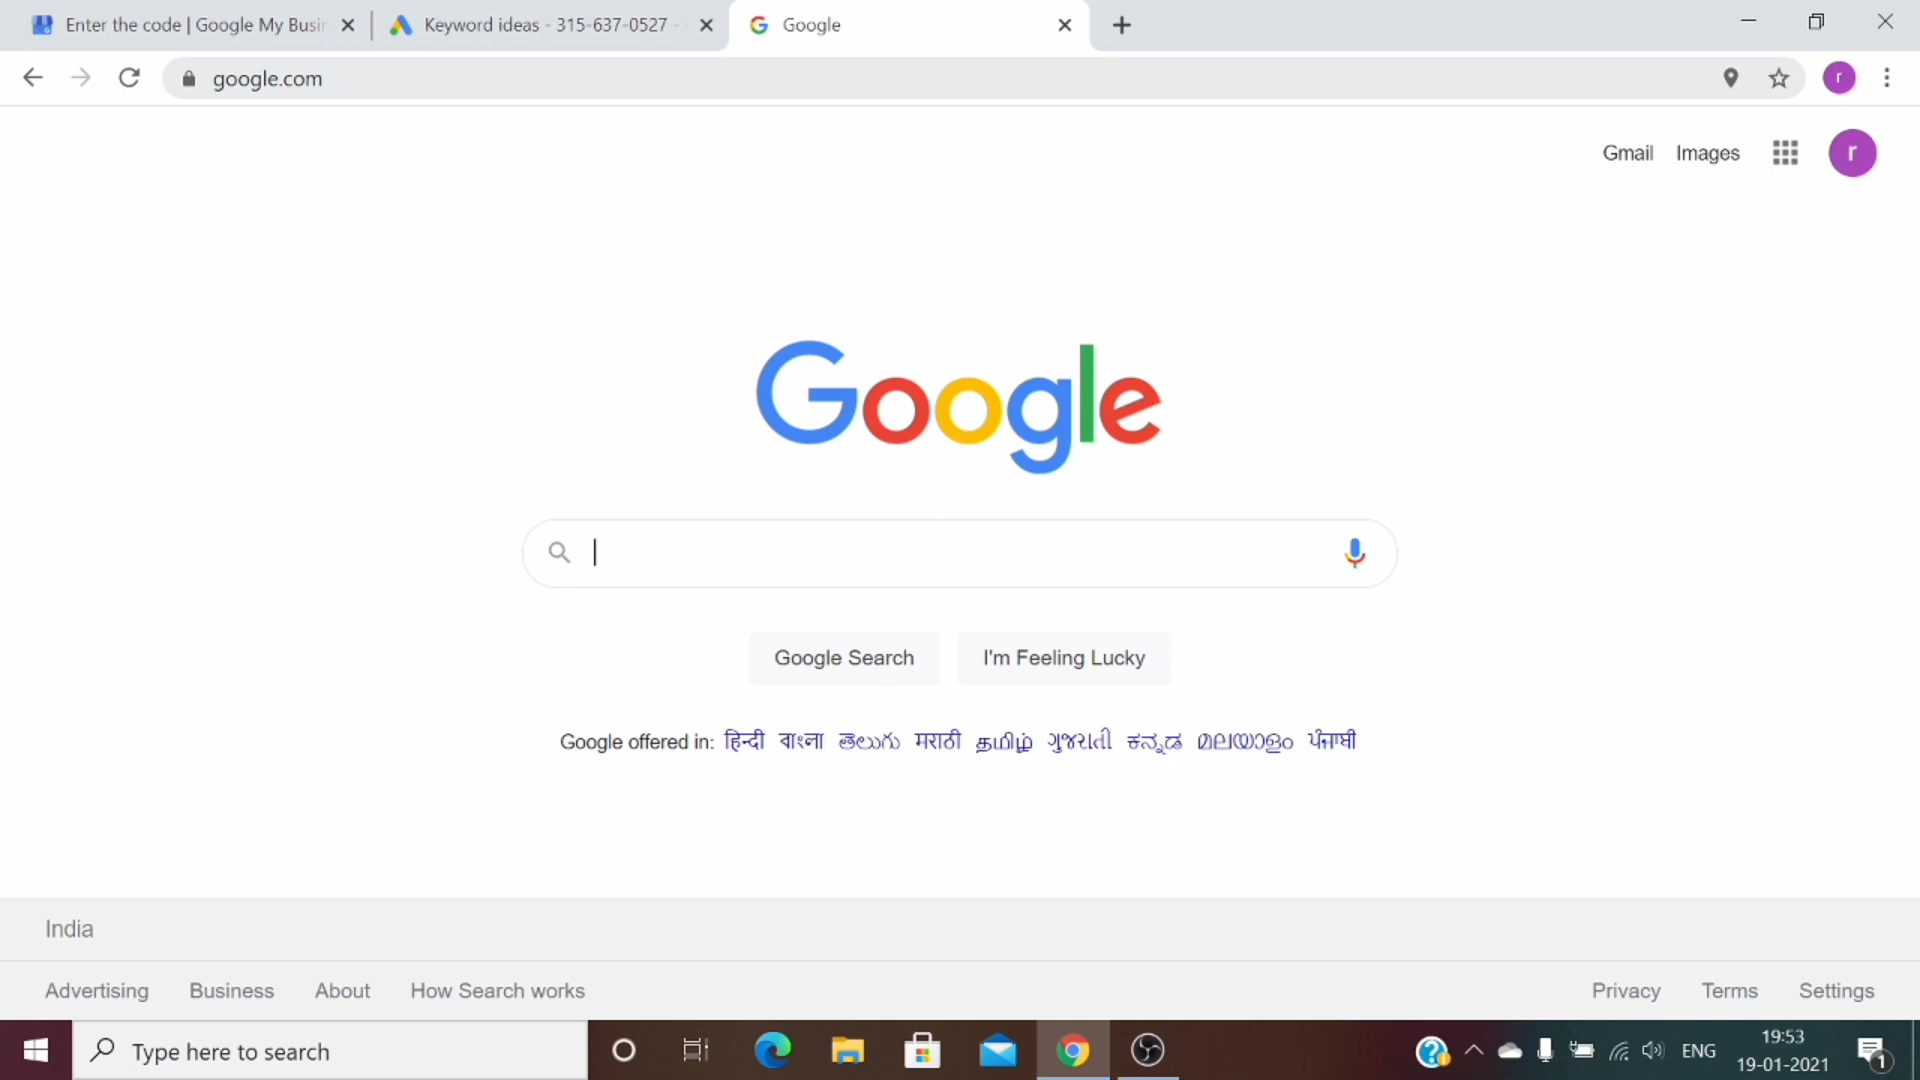 Enter the code | Google My Busi
Keyword ideas - 315-637-0527 -
Google
google.com
r
Gmail Images
r
Google
Google Search
I'm Feeling Lucky
Google offered in: हिन्दी বাংলা తెలుగు मराठी தமிழ் ગુજરાતી ಕನ್ನಡ മലയാളം ਪੰਜਾਬੀ
India
Advertising Business About How Search works
Privacy Terms Settings
Type here to search
ENG
19:53
19-01-2021
1